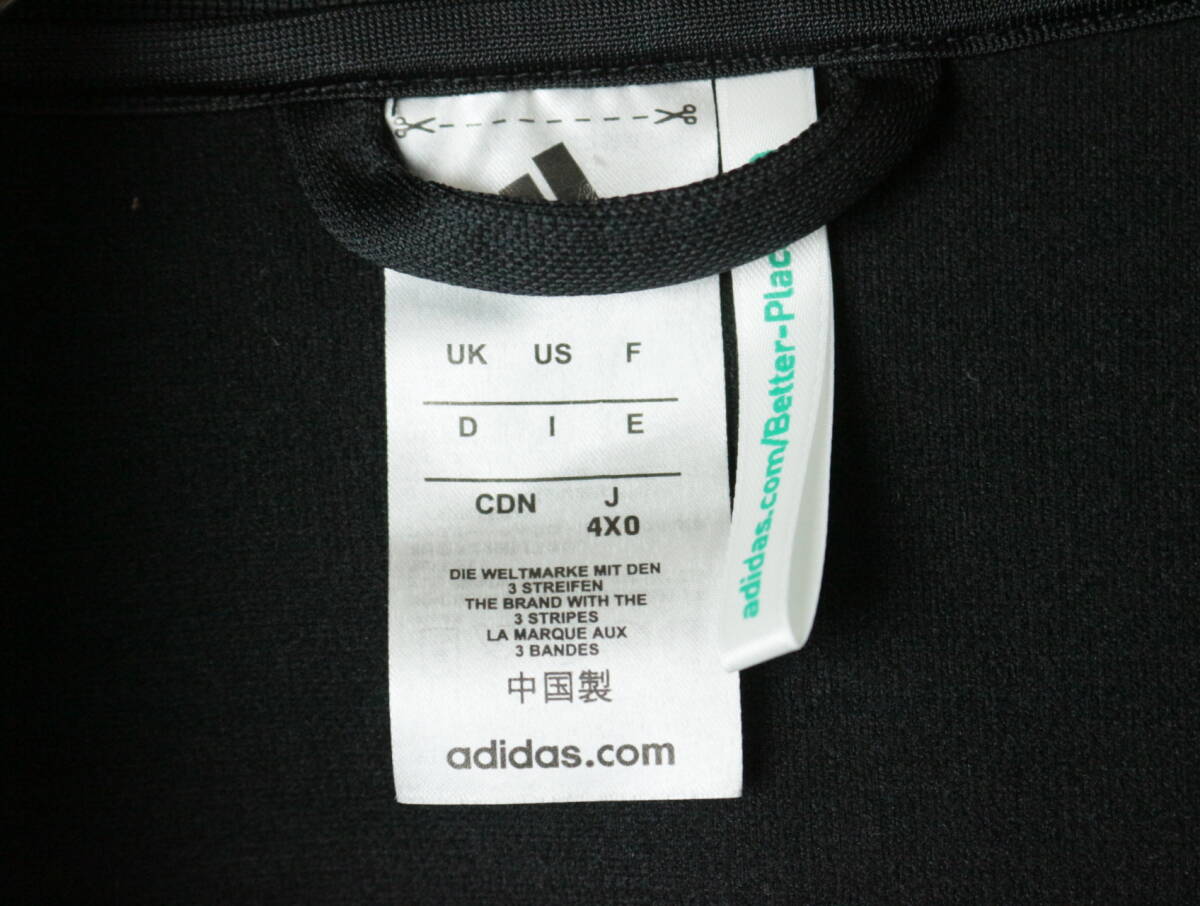 UK US F
D I E
CDN J
4XO
DIE WELTMARKE MIT DEN
3 STREIFEN
THE BRAND WITH THE
3 STRIPES
LA MARQUE AUX
3 BANDES
中国製
adidas.com
adidas.com/Better-Plac